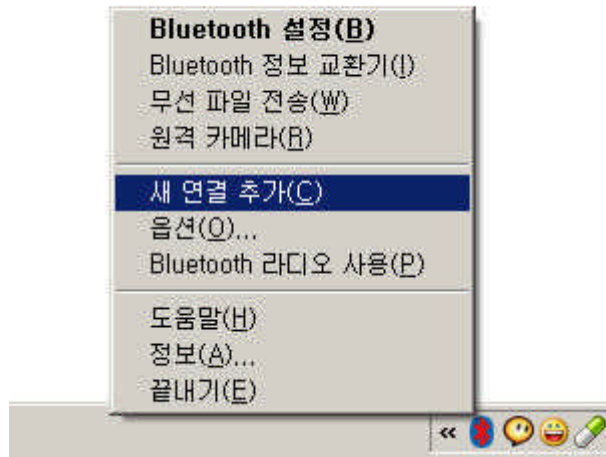 Bluetooth 설정(B)
Bluetooth 정보 교환기(I)
무선 파일 전송(W)
원격 카메라(R)
새 연결 추가(C)
옵션(O)...
Bluetooth 라디오 사용(P)
도움말(H)
정보(A)...
끝내기(E)
«